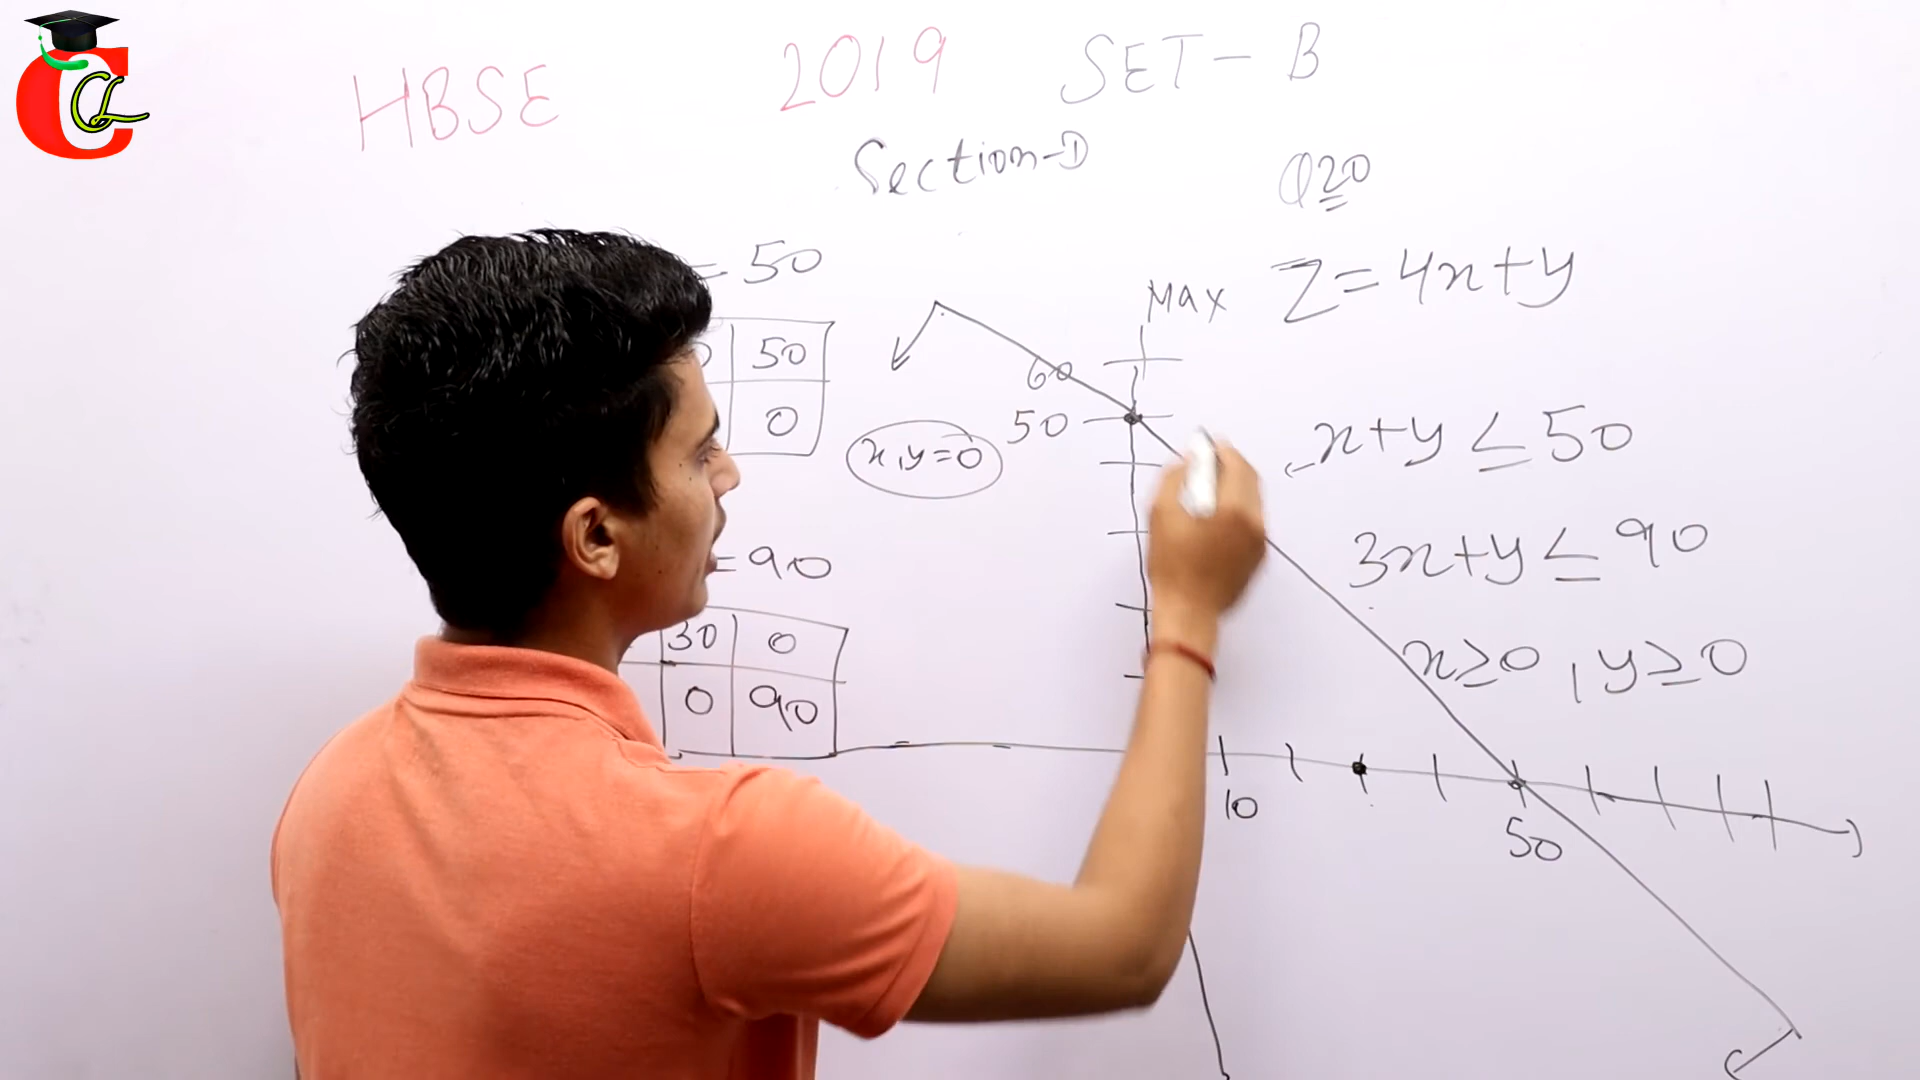 HBSE 2019 SET-B
Section-D
Q20
= 50
50
0
MAX Z=4x+y
60
50
x,y=0
x+y ≤ 50
3x+y ≤ 90
x≥0, y≥0
=90
30 0
0 90
10
50